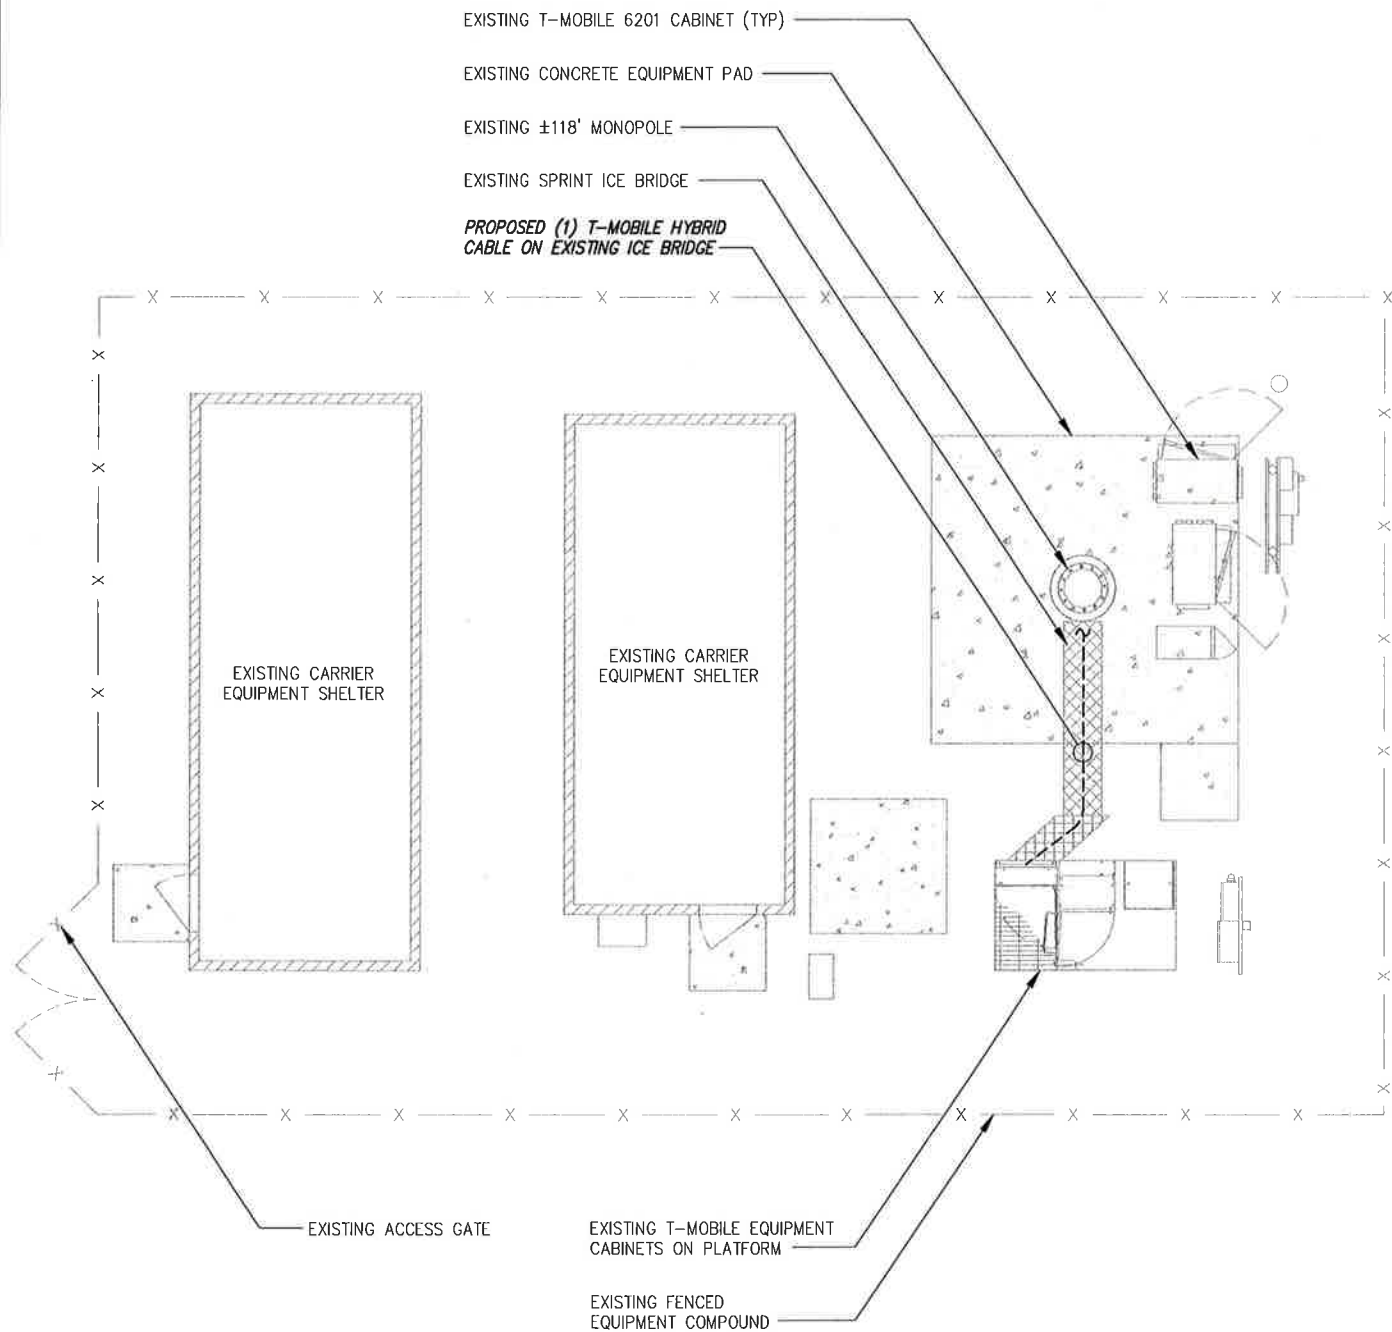 EXISTING T-MOBILE 6201 CABINET (TYP)
EXISTING CONCRETE EQUIPMENT PAD
EXISTING ±118' MONOPOLE
EXISTING SPRINT ICE BRIDGE
PROPOSED (1) T-MOBILE HYBRID
CABLE ON EXISTING ICE BRIDGE
EXISTING CARRIER
EQUIPMENT SHELTER
EXISTING CARRIER
EQUIPMENT SHELTER
EXISTING ACCESS GATE
EXISTING T-MOBILE EQUIPMENT
CABINETS ON PLATFORM
EXISTING FENCED
EQUIPMENT COMPOUND